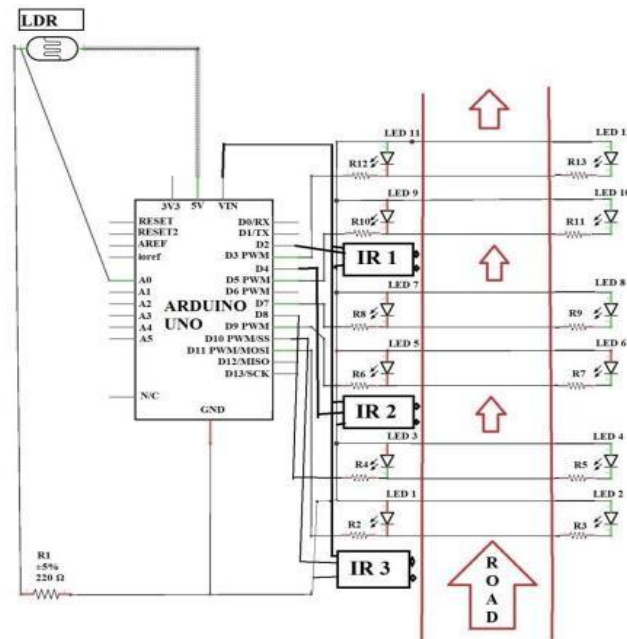 LDR
LED 11
LED 1
R12
R13
3V3
5V
VIN
LED 9
LED 10
RESET
RESET2
AREF
ioref
A0
A1
A2
A3
A4
A5
N/C
D0/RX
D1/TX
D2
D3 PWM
D4
D5 PWM
D6 PWM
D7
D8
D9 PWM
D10 PWM/SS
D11 PWM/MOSI
D12/MISO
D13/SCK
ARDUINO
UNO
GND
R10
R11
IR 1
LED 7
LED 8
R8
R9
LED 5
LED 6
R6
R7
IR 2
LED 3
LED 4
R4
R5
LED 1
LED 2
R2
R3
IR 3
R1
±5%
220 Ω
ROAD